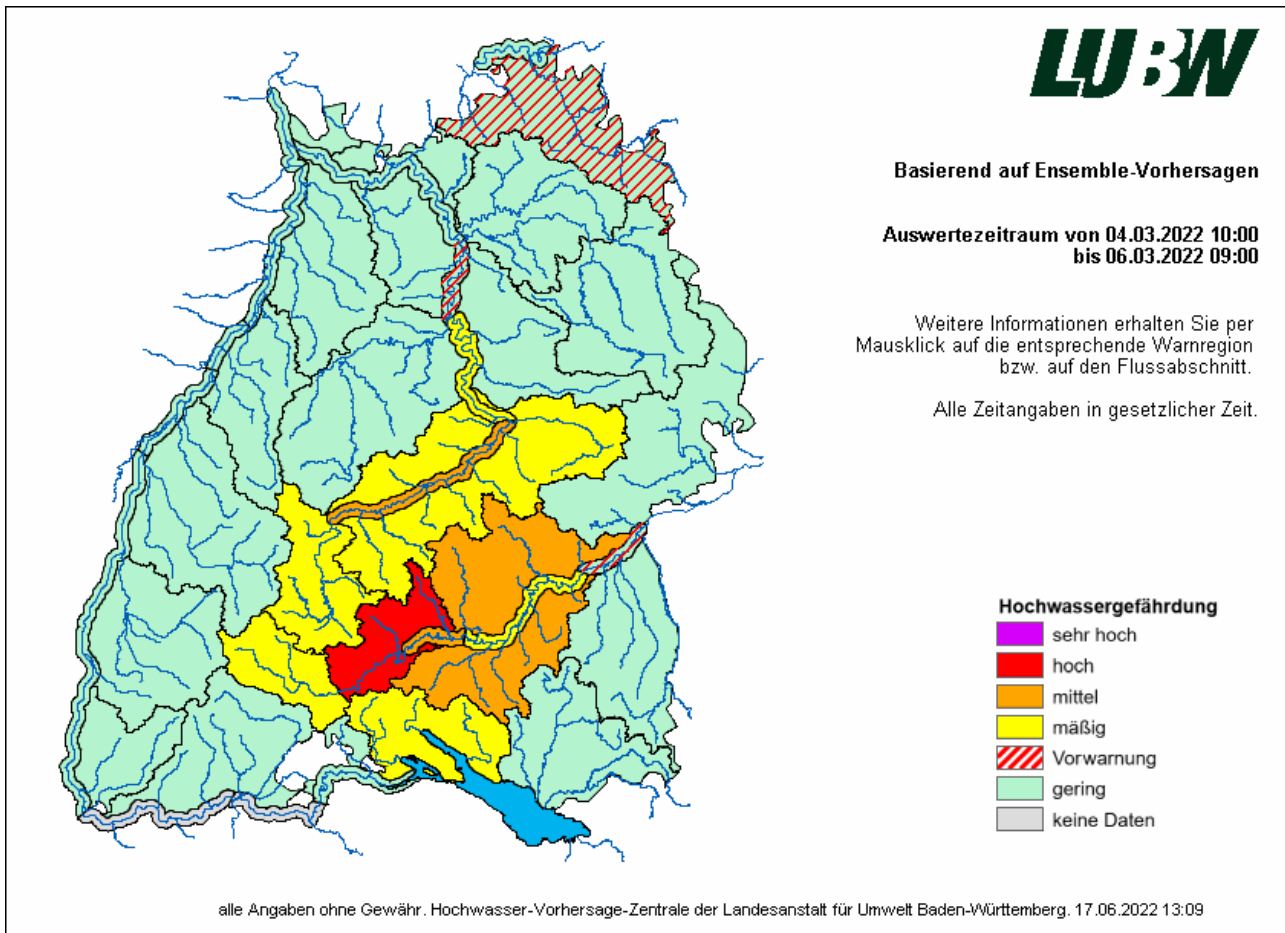 LUBW
Basierend auf Ensemble-Vorhersagen
Auswertezeitraum von 04.03.2022 10:00
bis 06.03.2022 09:00
Weitere Informationen erhalten Sie per
Mausklick auf die entsprechende Warnregion
bzw. auf den Flussabschnitt.
Alle Zeitangaben in gesetzlicher Zeit.
Hochwassergefährdung
sehr hoch
hoch
mittel
mäßig
Vorwarnung
gering
keine Daten
alle Angaben ohne Gewähr. Hochwasser-Vorhersage-Zentrale der Landesanstalt für Umwelt Baden-Württemberg. 17.06.2022 13:09